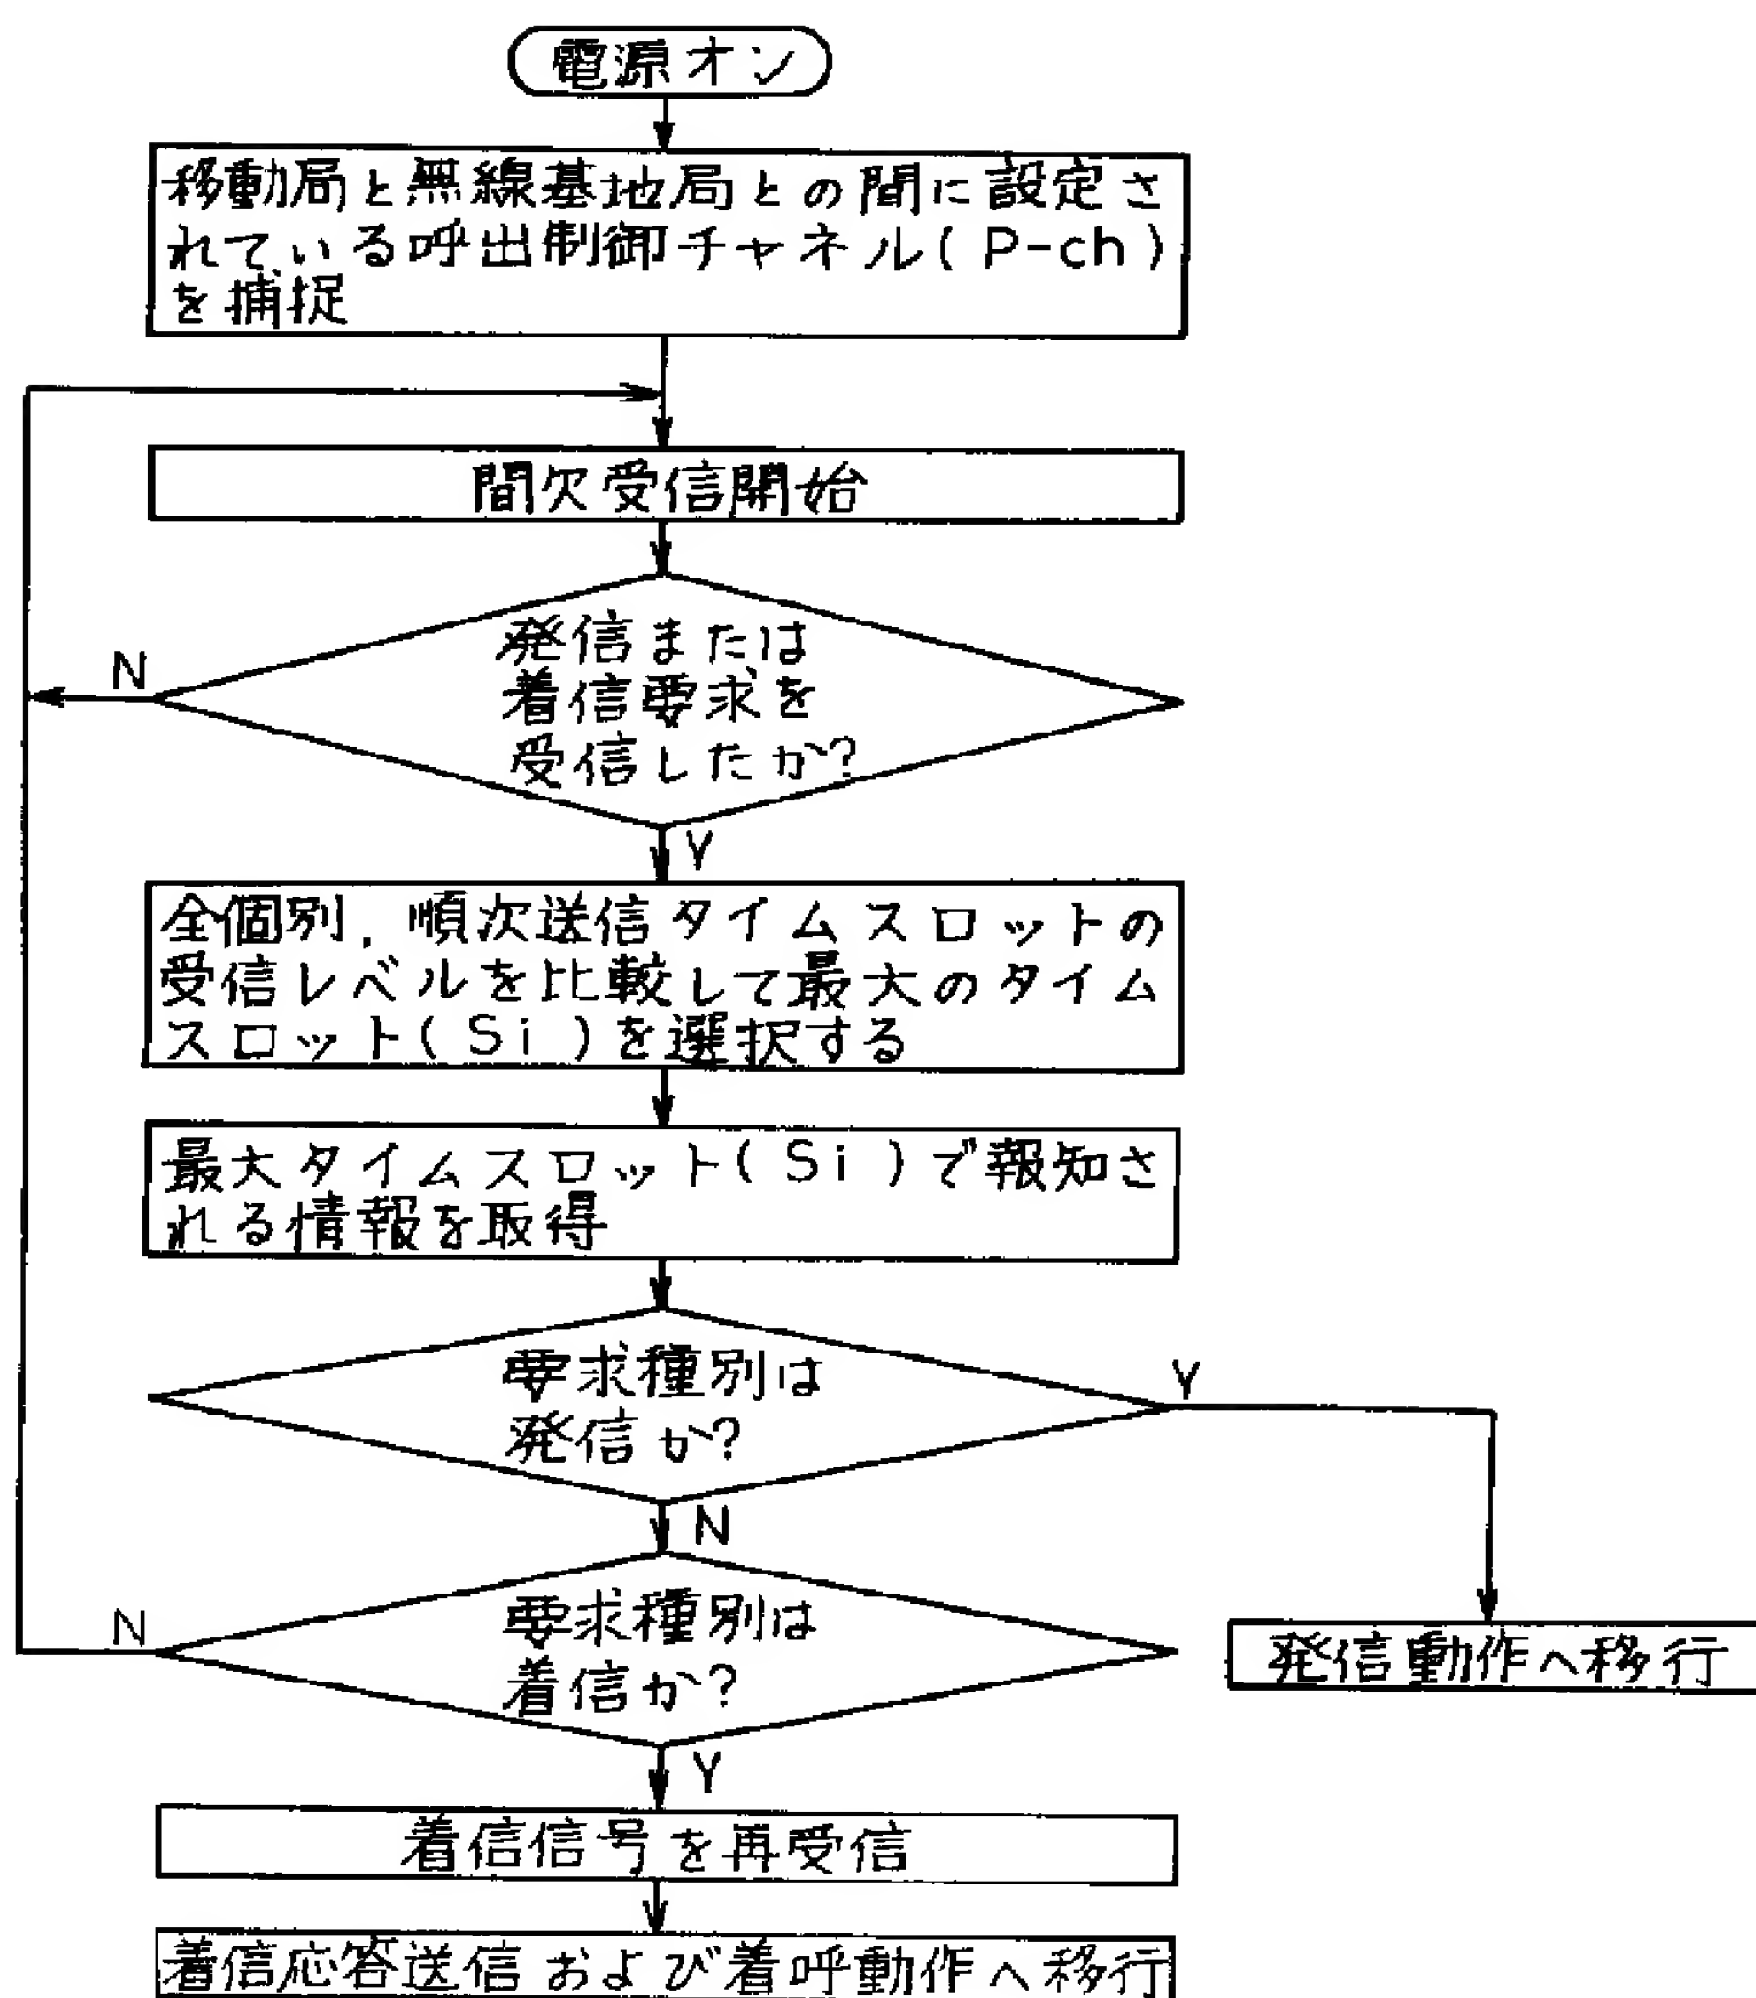 電源オン
移動局と無線基地局との間に設定さ
れている呼出制御チャネル(P-ch)
を捕捉
間欠受信開始
発信または
着信要求を
受信したか?
N
Y
全個別,順次送信タイムスロットの
受信レベルを比較して最大のタイム
スロット(Si)を選択する
最大タイムスロット(Si)で報知さ
れる情報を取得
要求種別は
発信か?
Y
N
要求種別は
着信か?
N
発信動作へ移行
Y
着信信号を再受信
着信応答送信および着呼動作へ移行